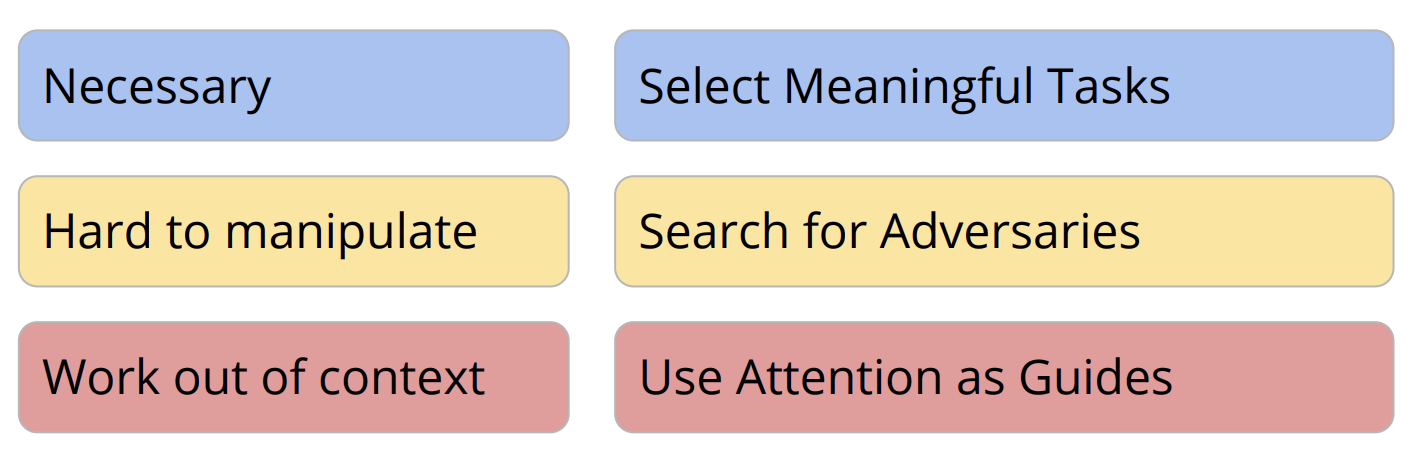 Necessary
Select Meaningful Tasks
Hard to manipulate
Search for Adversaries
Work out of context
Use Attention as Guides